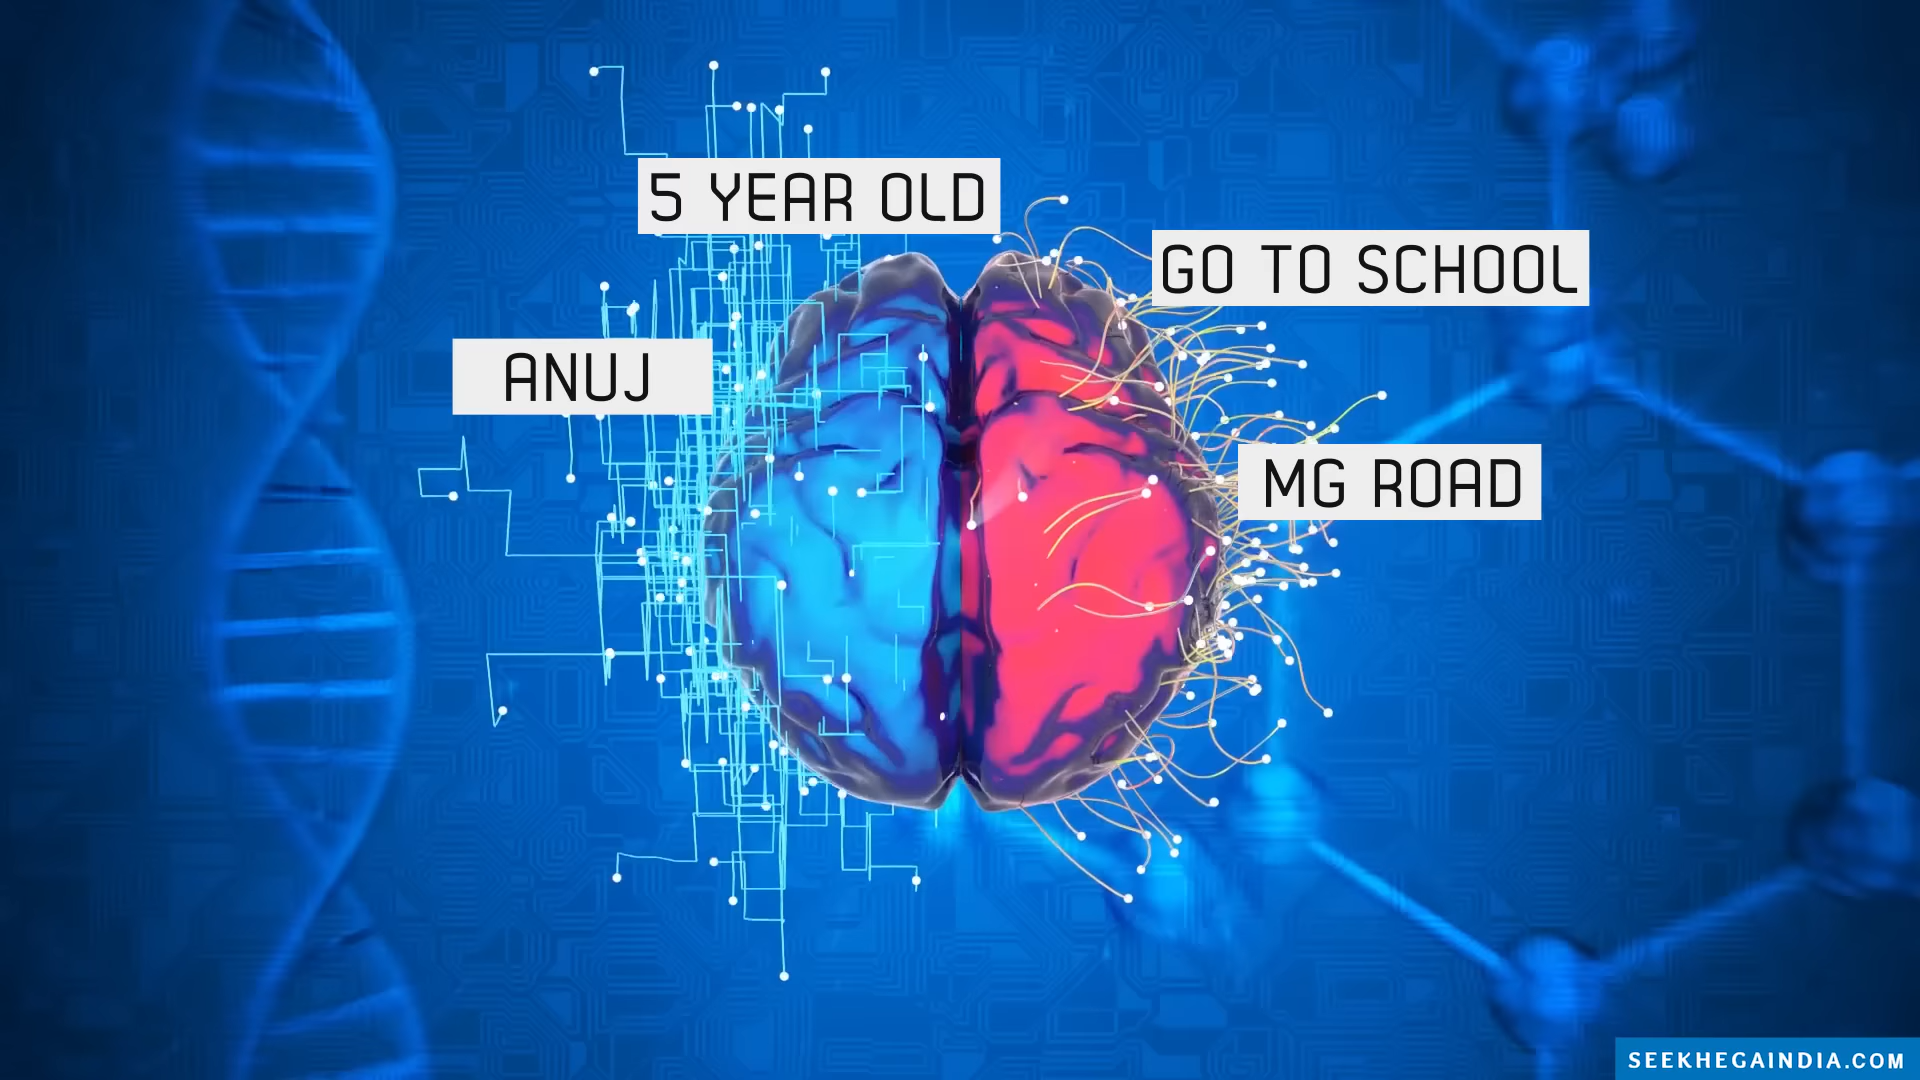 5 YEAR OLD
GO TO SCHOOL
ANUJ
MG ROAD
SEEKHEGAINDIA.COM